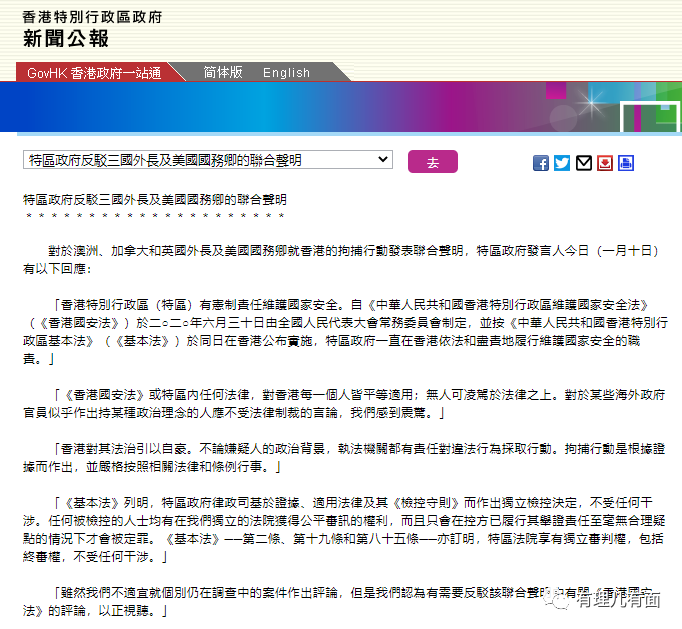 香港特別行政區政府
新聞公報
GovHK 香港政府一站通 简体版 English
特區政府反駁三國外長及美國國務卿的聯合聲明 去
特區政府反駁三國外長及美國國務卿的聯合聲明
* * * * * * * * * * * * * * * * * * * * *
對於澳洲、加拿大和英國外長及美國國務卿就香港的拘捕行動發表聯合聲明，特區政府發言人今日（一月十日）
有以下回應：
「香港特別行政區（特區）有憲制責任維護國家安全。自《中華人民共和國香港特別行政區維護國家安全法》
（《香港國安法》）於二○二○年六月三十日由全國人民代表大會常務委員會制定，並按《中華人民共和國香港特別行
政區基本法》（《基本法》）於同日在香港公布實施，特區政府一直在香港依法和盡責地履行維護國家安全的職
責。」
「《香港國安法》或特區內任何法律，對香港每一個人皆平等適用；無人可凌駕於法律之上。對於某些海外政府
官員似乎作出持某種政治理念的人應不受法律制裁的言論，我們感到震驚。」
「香港對其法治引以自豪。不論嫌疑人的政治背景，執法機關都有責任對違法行為採取行動。拘捕行動是根據證
據而作出，並嚴格按照相關法律和條例行事。」
「《基本法》列明，特區政府律政司基於證據、適用法律及其《檢控守則》而作出獨立檢控決定，不受任何干
涉。任何被檢控的人士均有在我們獨立的法院獲得公平審訊的權利，而且只會在控方已履行其舉證責任至毫無合理疑
點的情況下才會被定罪。《基本法》──第二條、第十九條和第八十五條──亦訂明，特區法院享有獨立審判權，包括
終審權，不受任何干涉。」
「雖然我們不適宜就個別仍在調查中的案件作出評論，但是我們認為有需要反駁該聯合聲明中有關《香港國安
法》的評論，以正視聽。」
有理儿有面